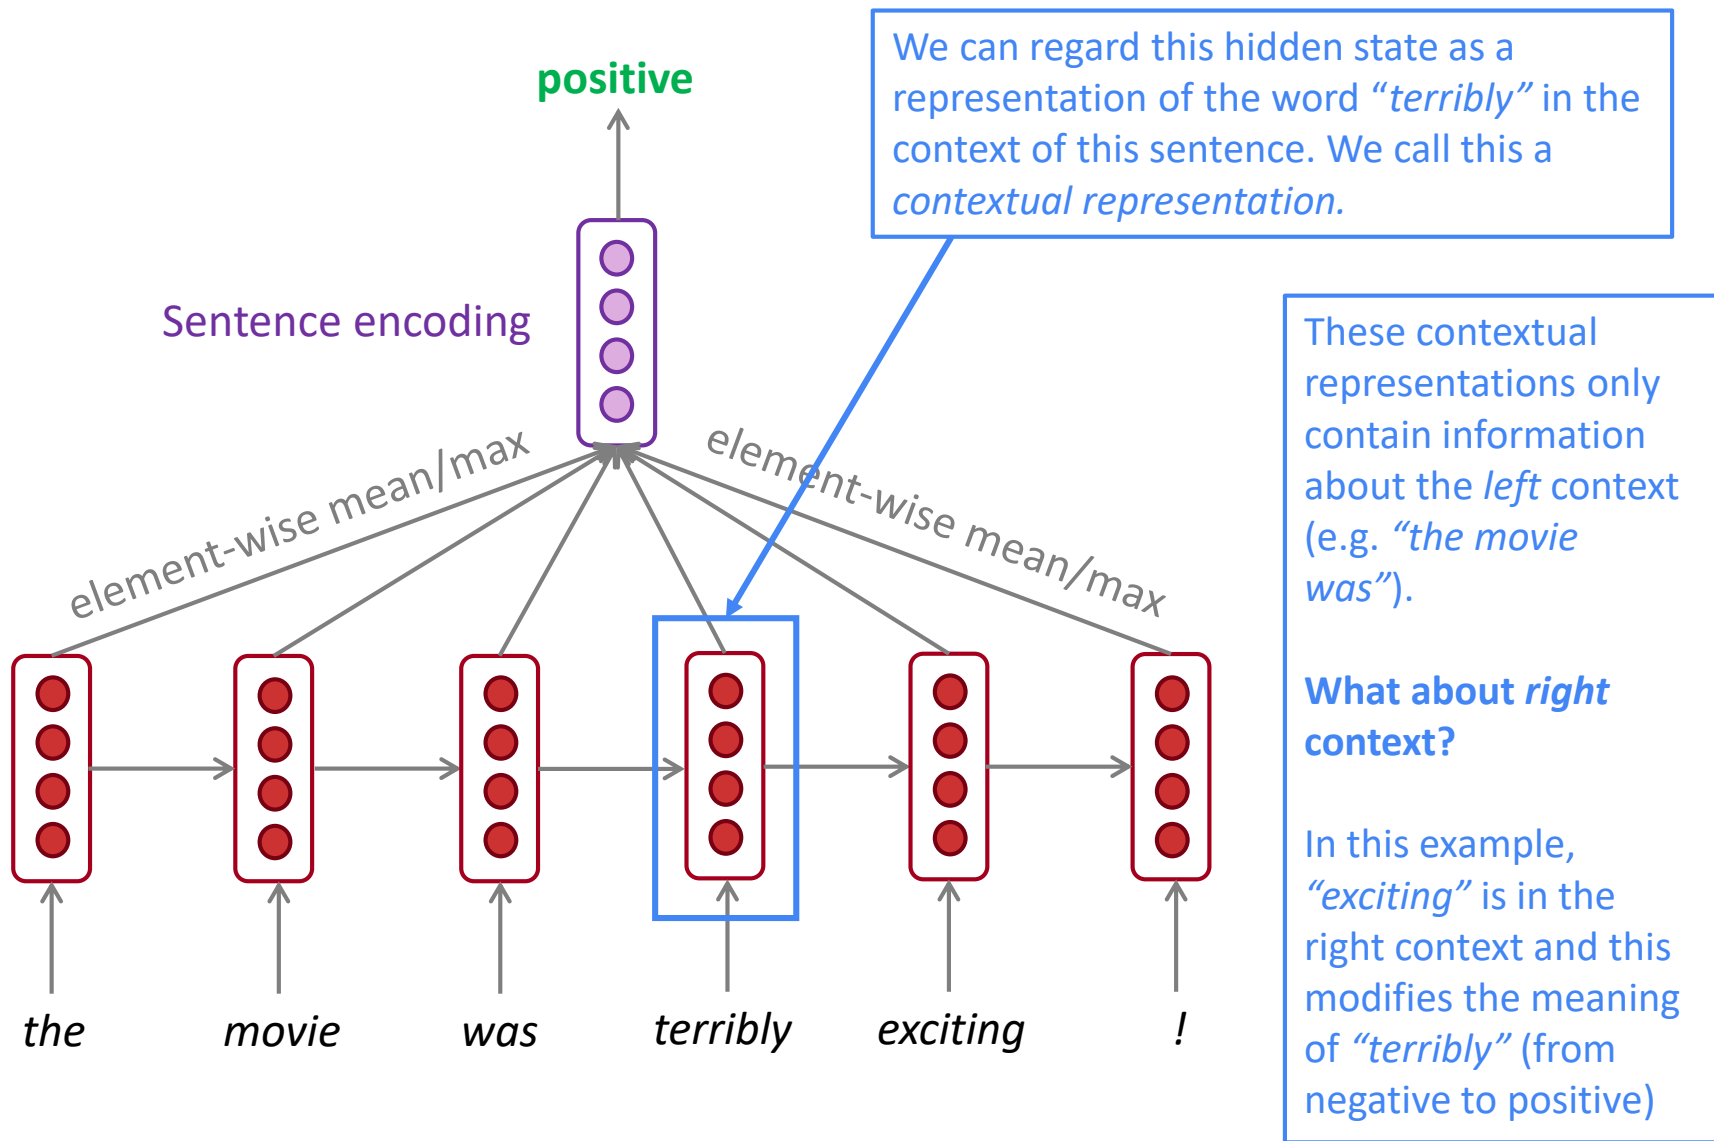 We can regard this hidden state as a
representation of the word “terribly” in the
context of this sentence. We call this a
contextual representation.
positive
Sentence encoding
element-wise mean/max
element-wise mean/max
the
movie
was
terribly
exciting
!
These contextual
representations only
contain information
about the left context
(e.g. “the movie
was”).
What about right
context?
In this example,
“exciting” is in the
right context and this
modifies the meaning
of “terribly” (from
negative to positive)